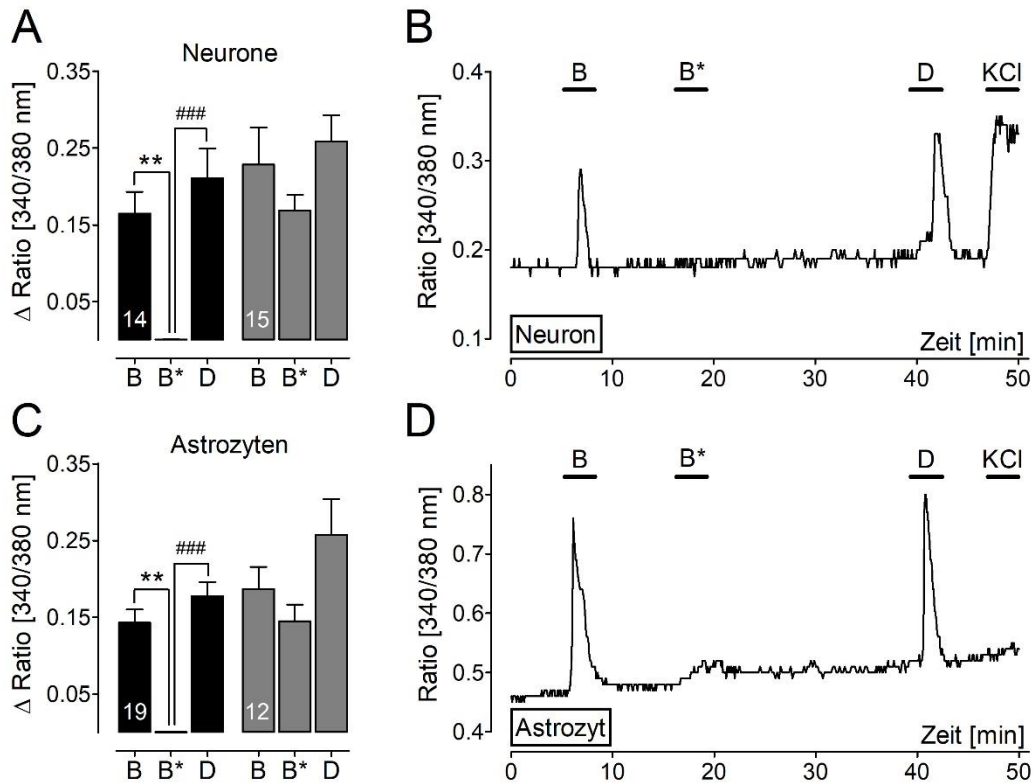 A
Neurone
Δ Ratio [340/380 nm]
0.35
0.25
0.15
0.05
**
###
14
15
B B* D B B* D
B
Ratio [340/380 nm]
0.4
0.3
0.2
0.1
B B* D KCl
Neuron
Zeit [min]
0 10 20 30 40 50
C
Astrozyten
Δ Ratio [340/380 nm]
0.35
0.25
0.15
0.05
**
###
19
12
B B* D B B* D
D
Ratio [340/380 nm]
0.8
0.7
0.6
0.5
0.4
B B* D KCl
Astrozyt
Zeit [min]
0 10 20 30 40 50